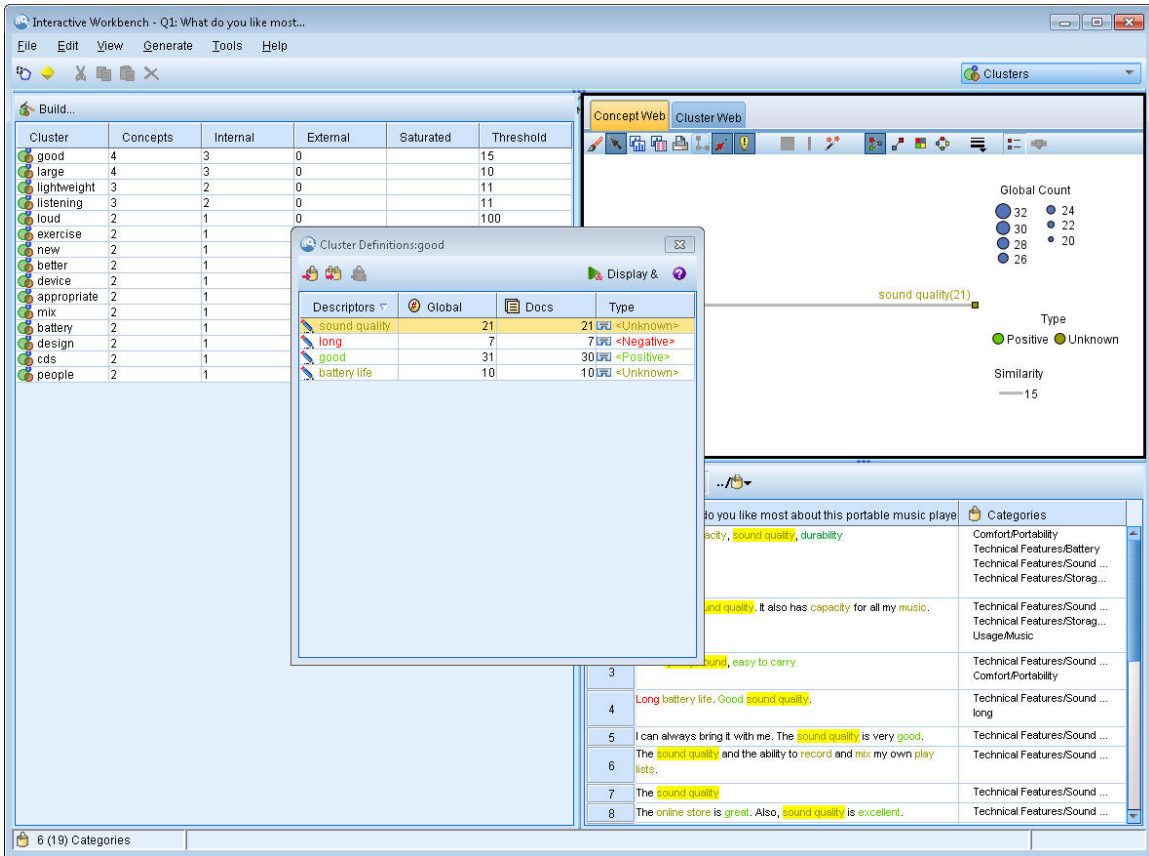 Interactive Workbench - Q1: What do you like most...
File Edit View Generate Tools Help
Clusters
Build...
Cluster Concepts Internal External Saturated Threshold
good 4 3 0 15
large 4 3 0 10
lightweight 3 2 0 11
listening 3 2 0 11
loud 2 1 0 100
exercise 2 1
new 2 1
better 2 1
device 2 1
appropriate 2 1
mix 2 1
battery 2 1
design 2 1
cds 2 1
people 2 1
Cluster Definitions:good
Display &
Descriptors Global Docs Type
sound quality 21 21 <Unknown>
long 7 7 <Negative>
good 31 30 <Positive>
battery life 10 10 <Unknown>
Concept Web Cluster Web
Global Count
32 24
30 22
28 20
26
sound quality(21)
Type
Positive Unknown
Similarity
15
../
do you like most about this portable music playe Categories
acity, sound quality, durability
Comfort/Portability
Technical Features/Battery
Technical Features/Sound ...
Technical Features/Storag...
und quality. It also has capacity for all my music.
Technical Features/Sound ...
Technical Features/Storag...
Usage/Music
3 sound, easy to carry
Technical Features/Sound ...
Comfort/Portability
4 Long battery life. Good sound quality.
Technical Features/Sound ...
long
5 I can always bring it with me. The sound quality is very good. Technical Features/Sound ...
6 The sound quality and the ability to record and mix my own play
lists.
Technical Features/Sound ...
7 The sound quality Technical Features/Sound ...
8 The online store is great. Also, sound quality is excellent. Technical Features/Sound ...
6 (19) Categories